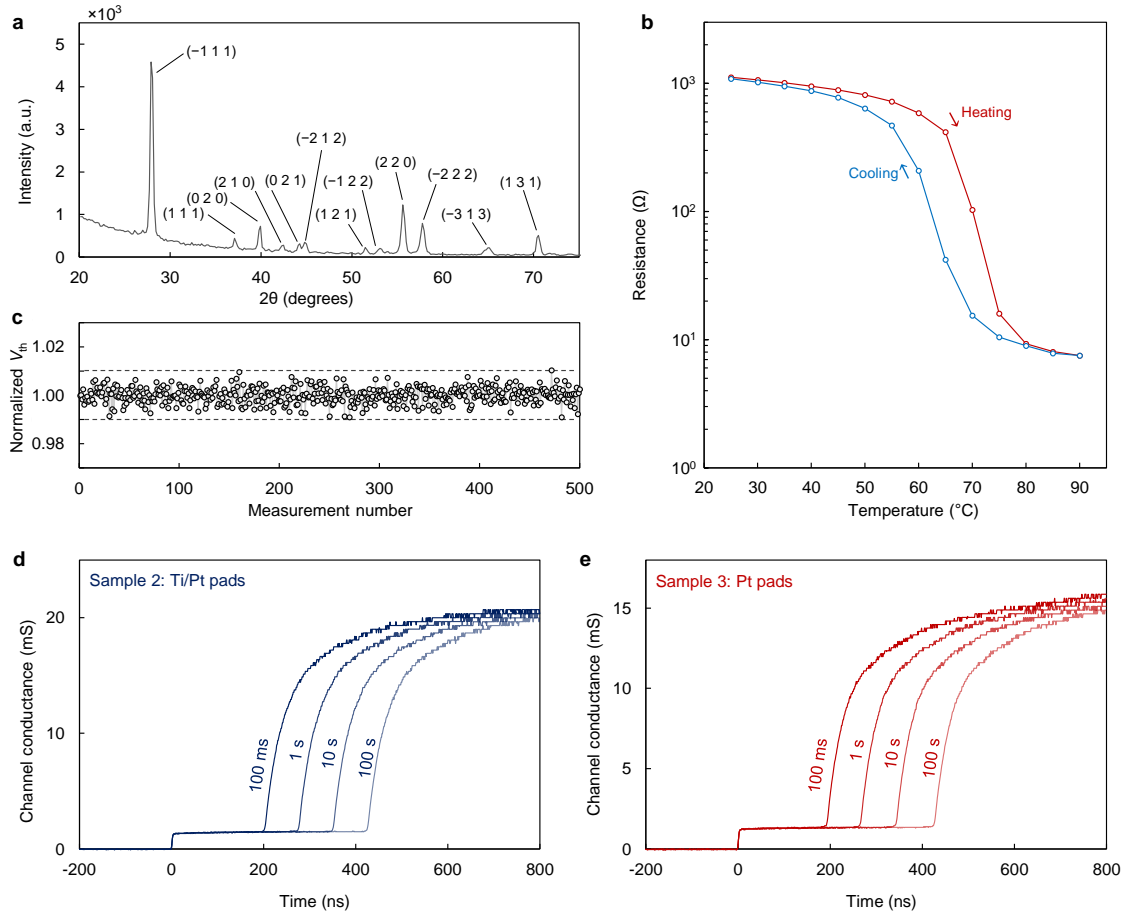 a
×10³
5
4
3
2
1
0
Intensity (a.u.)
(−1 1 1)
(1 1 1)
(0 2 0)
(2 1 0)
(0 2 1)
(−2 1 2)
(1 2 1)
(−1 2 2)
(2 2 0)
(−2 2 2)
(−3 1 3)
(1 3 1)
20 30 40 50 60 70
2θ (degrees)
b
10³
10²
10¹
10⁰
Resistance (Ω)
Heating
Cooling
20 30 40 50 60 70 80 90
Temperature (°C)
c
1.02
1.00
0.98
Normalized Vth
0 100 200 300 400 500
Measurement number
d
Sample 2: Ti/Pt pads
20
10
0
Channel conductance (mS)
100 ms
1 s
10 s
100 s
-200 0 200 400 600 800
Time (ns)
e
Sample 3: Pt pads
15
10
5
0
Channel conductance (mS)
100 ms
1 s
10 s
100 s
-200 0 200 400 600 800
Time (ns)